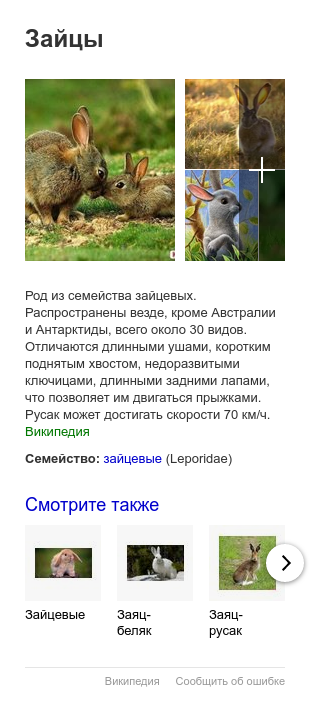 Зайцы
Род из семейства зайцевых.
Распространены везде, кроме Австралии
и Антарктиды, всего около 30 видов.
Отличаются длинными ушами, коротким
поднятым хвостом, недоразвитыми
ключицами, длинными задними лапами,
что позволяет им двигаться прыжками.
Русак может достигать скорости 70 км/ч.
Википедия
Семейство: зайцевые (Leporidae)
Смотрите также
Зайцевые
Заяц-
беляк
Заяц-
русак
Википедия Сообщить об ошибке